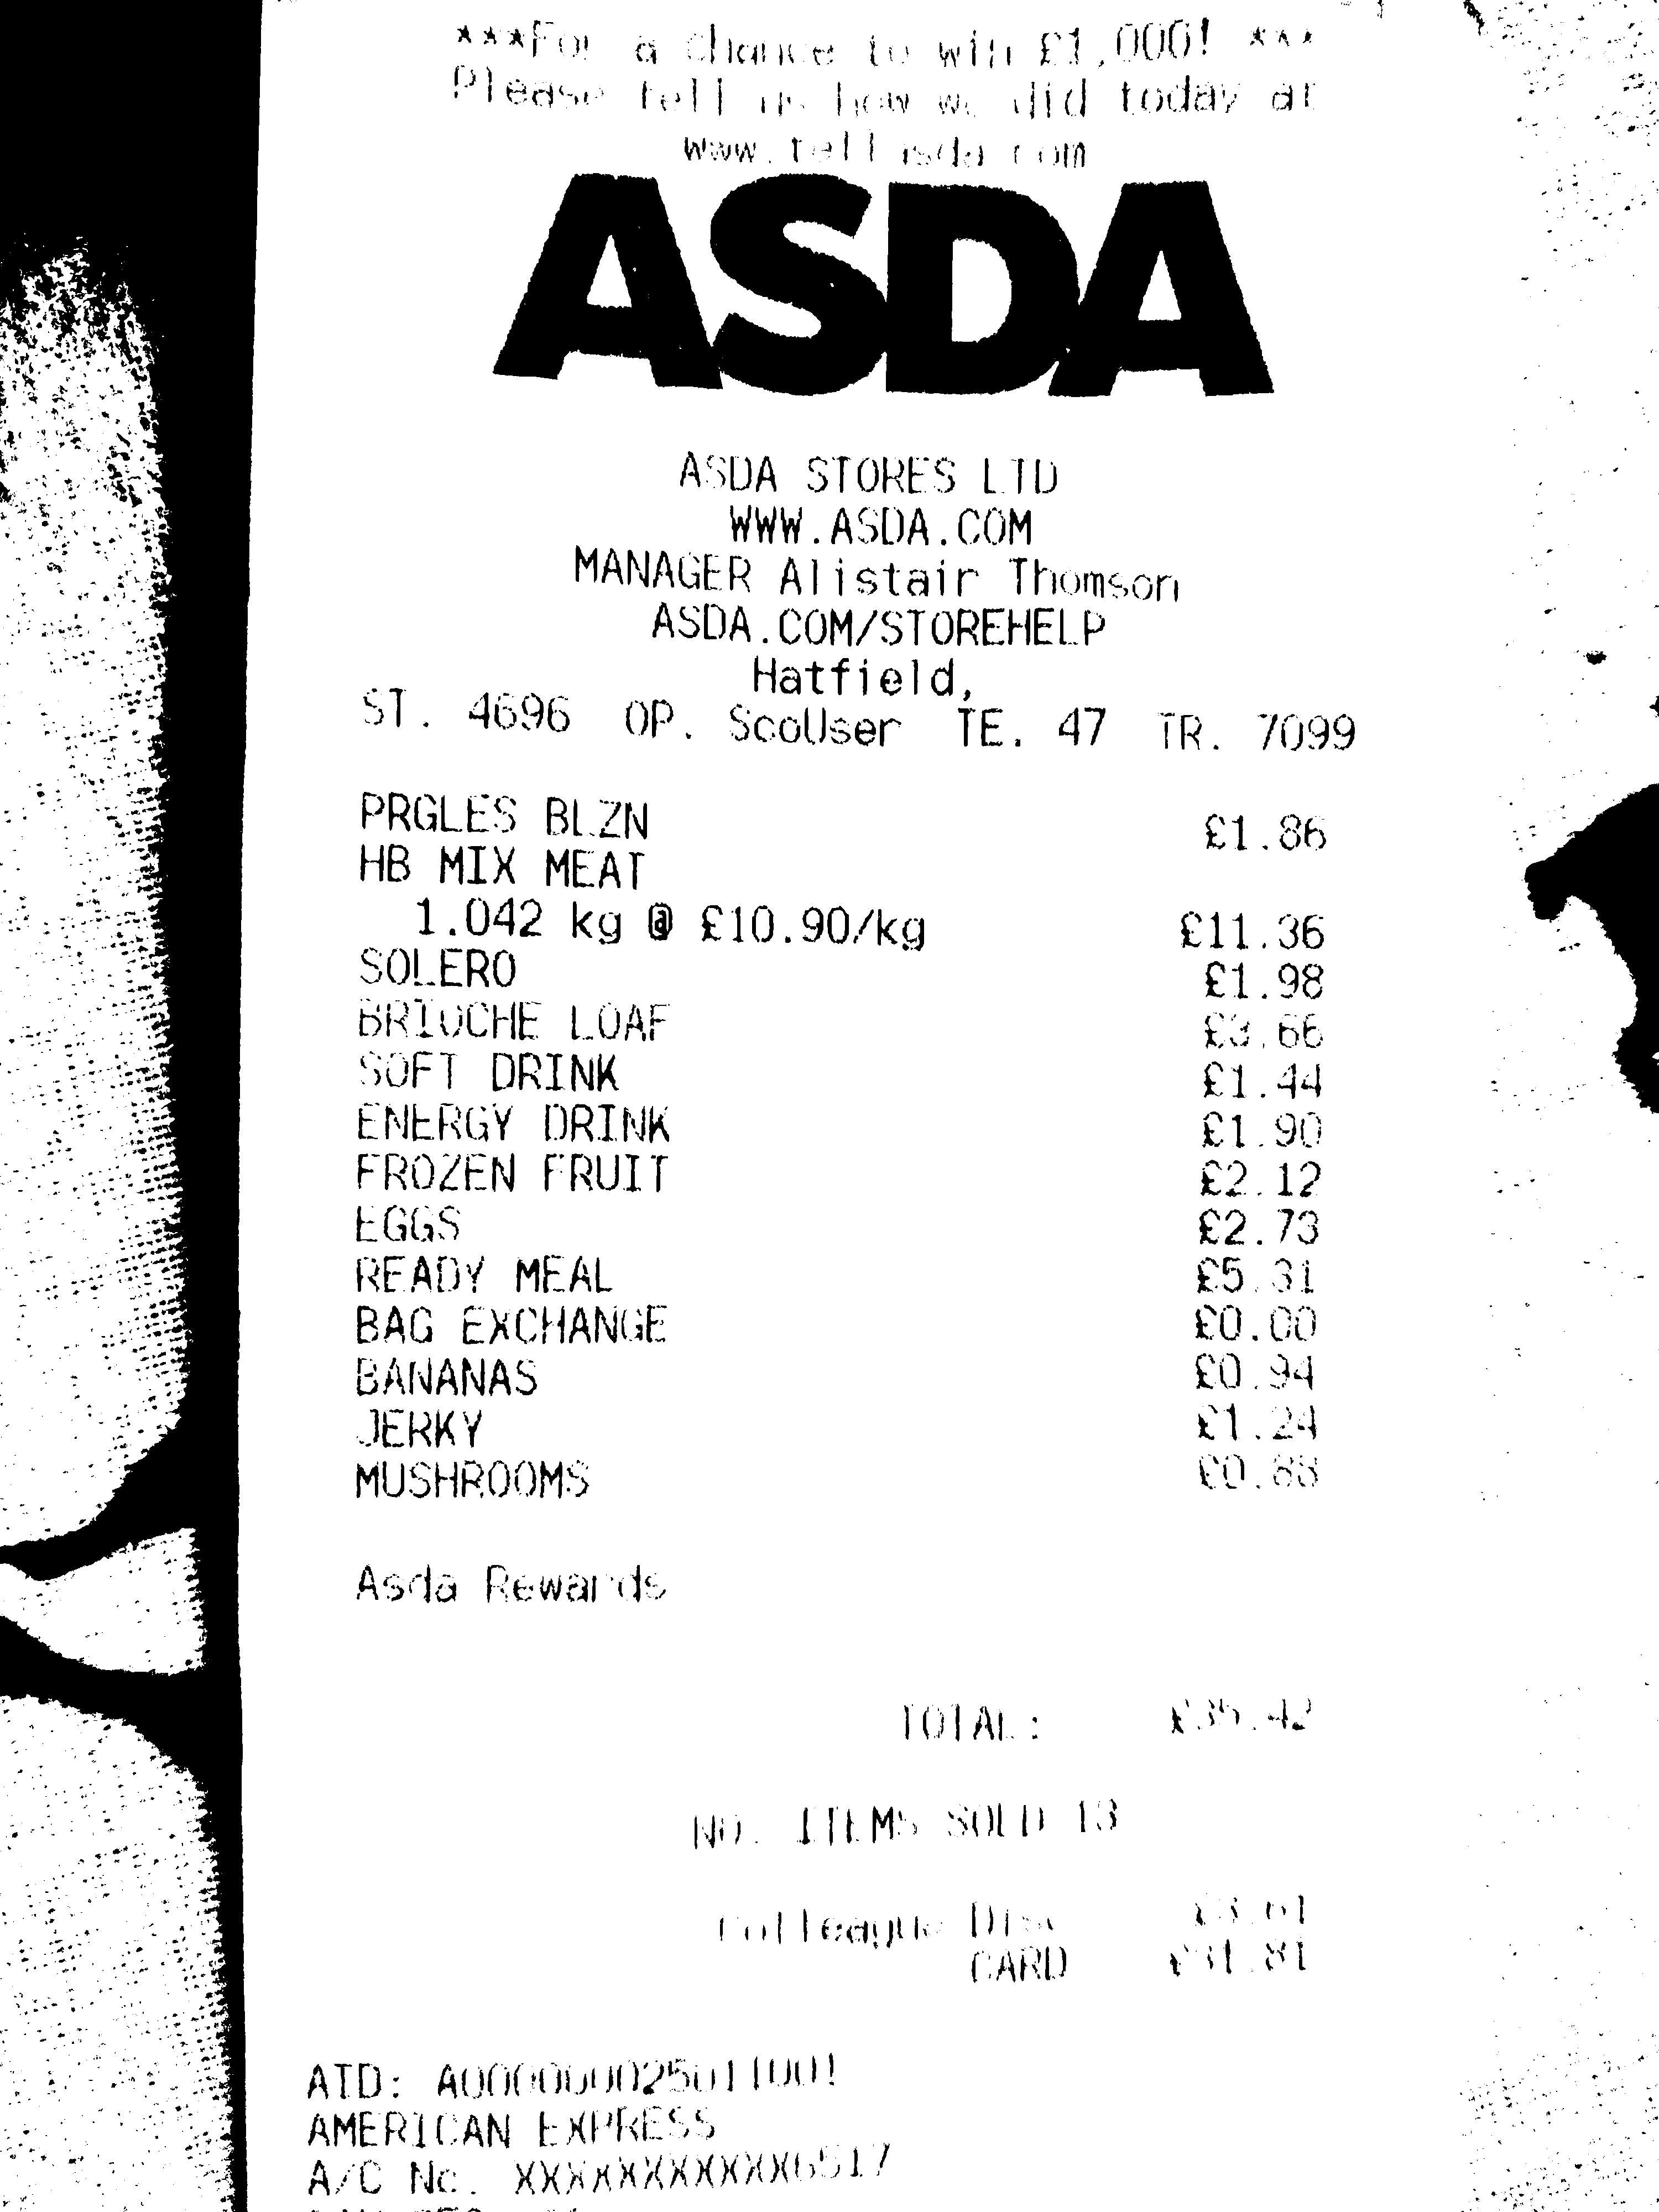 ***For a chance to win £1,000! ***
Please tell us how we did today at
www.tellasda.com
ASDA
ASDA STORES LTD
WWW.ASDA.COM
MANAGER Alistair Thomson
ASDA.COM/STOREHELP
Hatfield,
ST. 4696 OP. ScoUser TE. 47 TR. 7099
PRGLES BLZN £1.86
HB MIX MEAT
1.042 kg @ £10.90/kg £11.36
SOLERO £1.98
BRIOCHE LOAF £3.66
SOFT DRINK £1.44
ENERGY DRINK £1.90
FROZEN FRUIT £2.12
EGGS £2.73
READY MEAL £5.31
BAG EXCHANGE £0.00
BANANAS £0.94
JERKY £1.24
MUSHROOMS £0.88
Asda Rewards
TOTAL: £35.42
NO. ITEMS SOLD 13
Colleague Disc £3.61
CARD £31.81
AID:
AMERICAN EXPRESS
A/C No. XXXXXXXXXXX6517